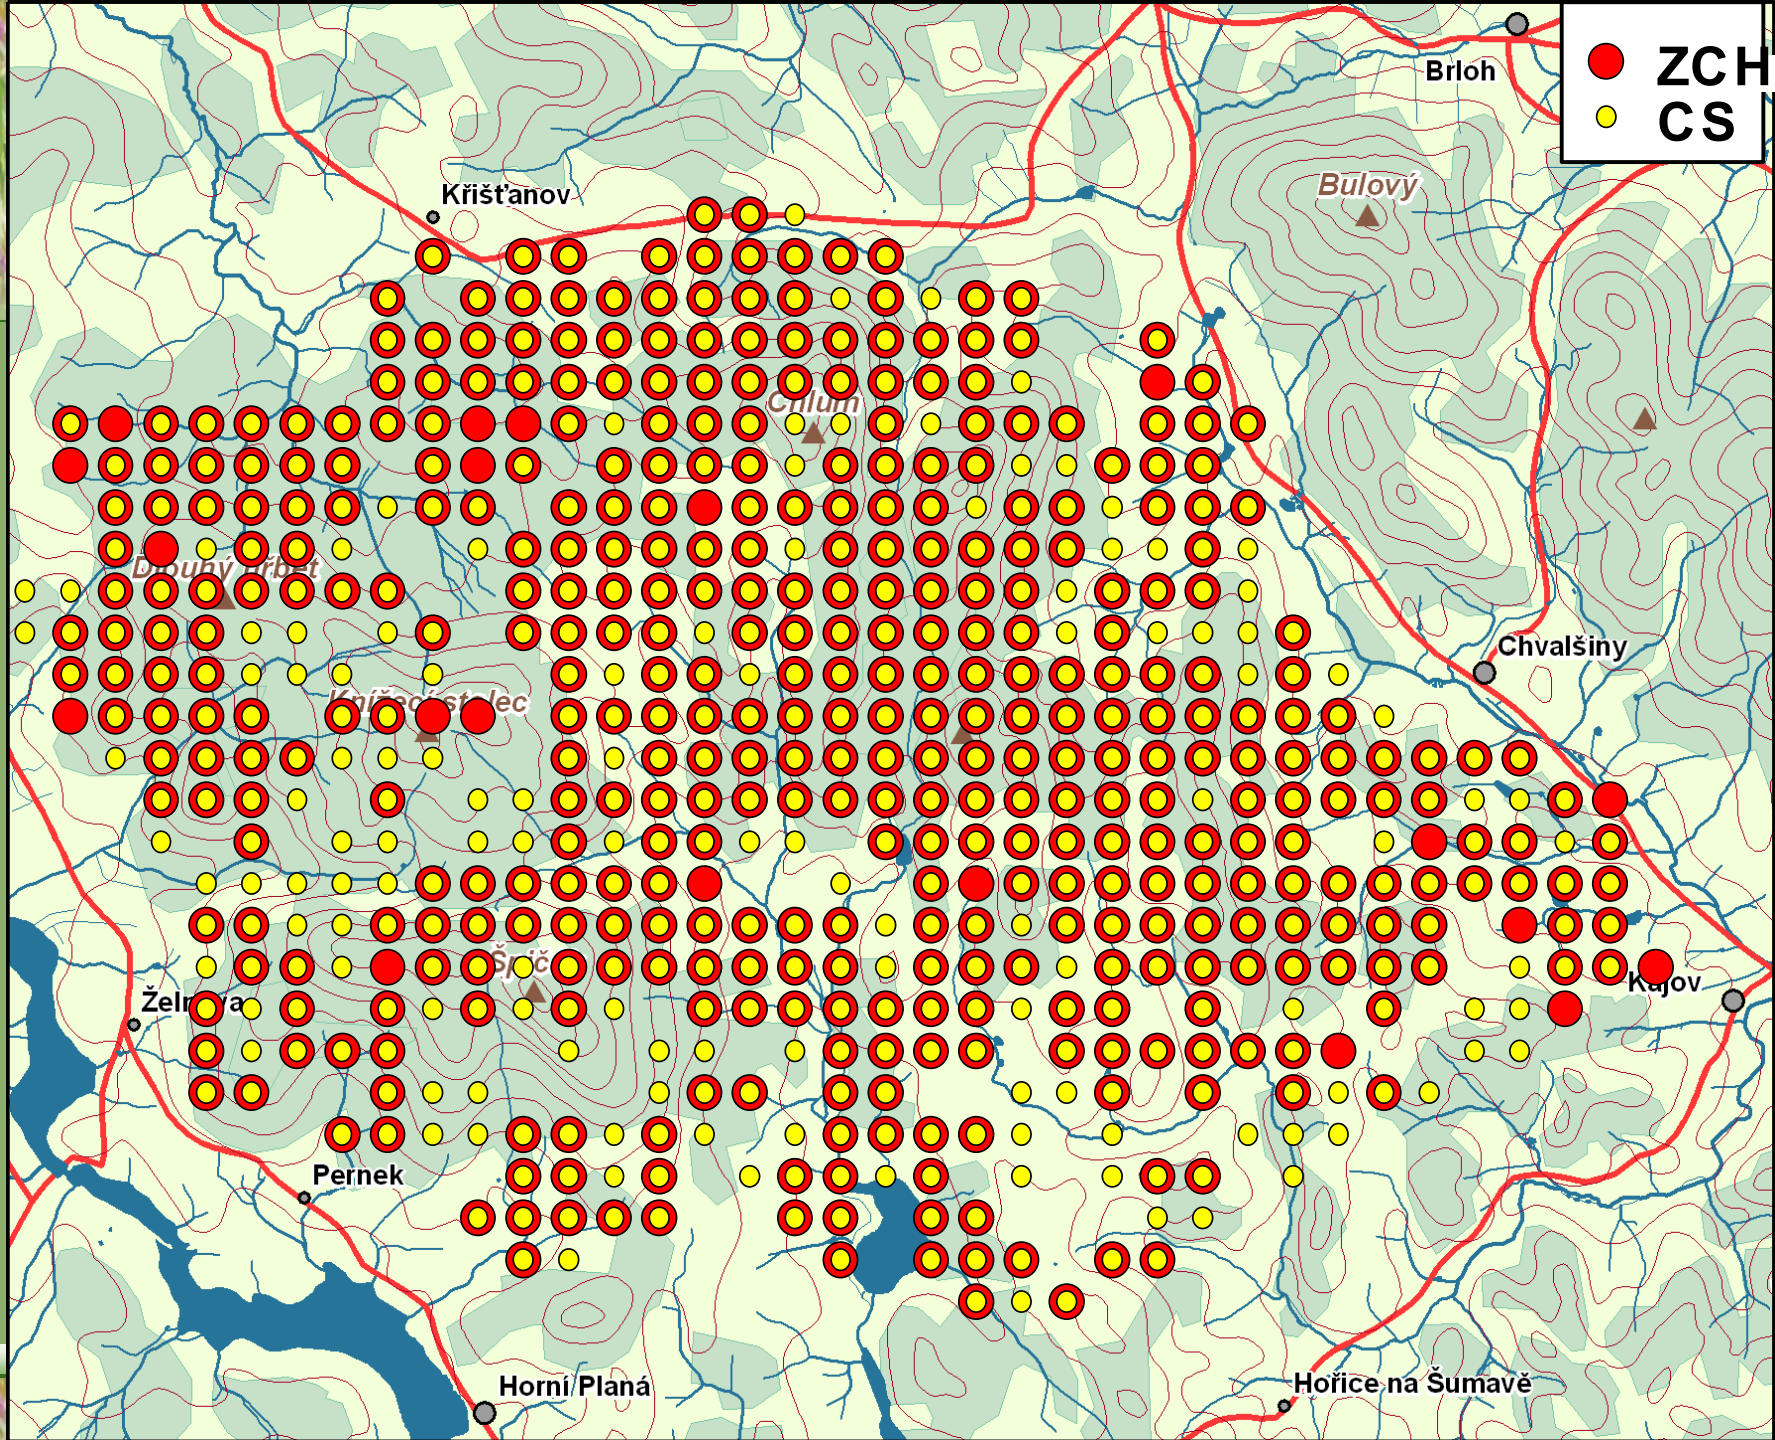 ZCH
Brloh
CS
Bulový
Křišťanov
Chlum
Dlouhý hřbet
Chvalšiny
Knížecí stolec
Špič
Kájov
Želnava
Pernek
Horní Planá
Hořice na Šumavě